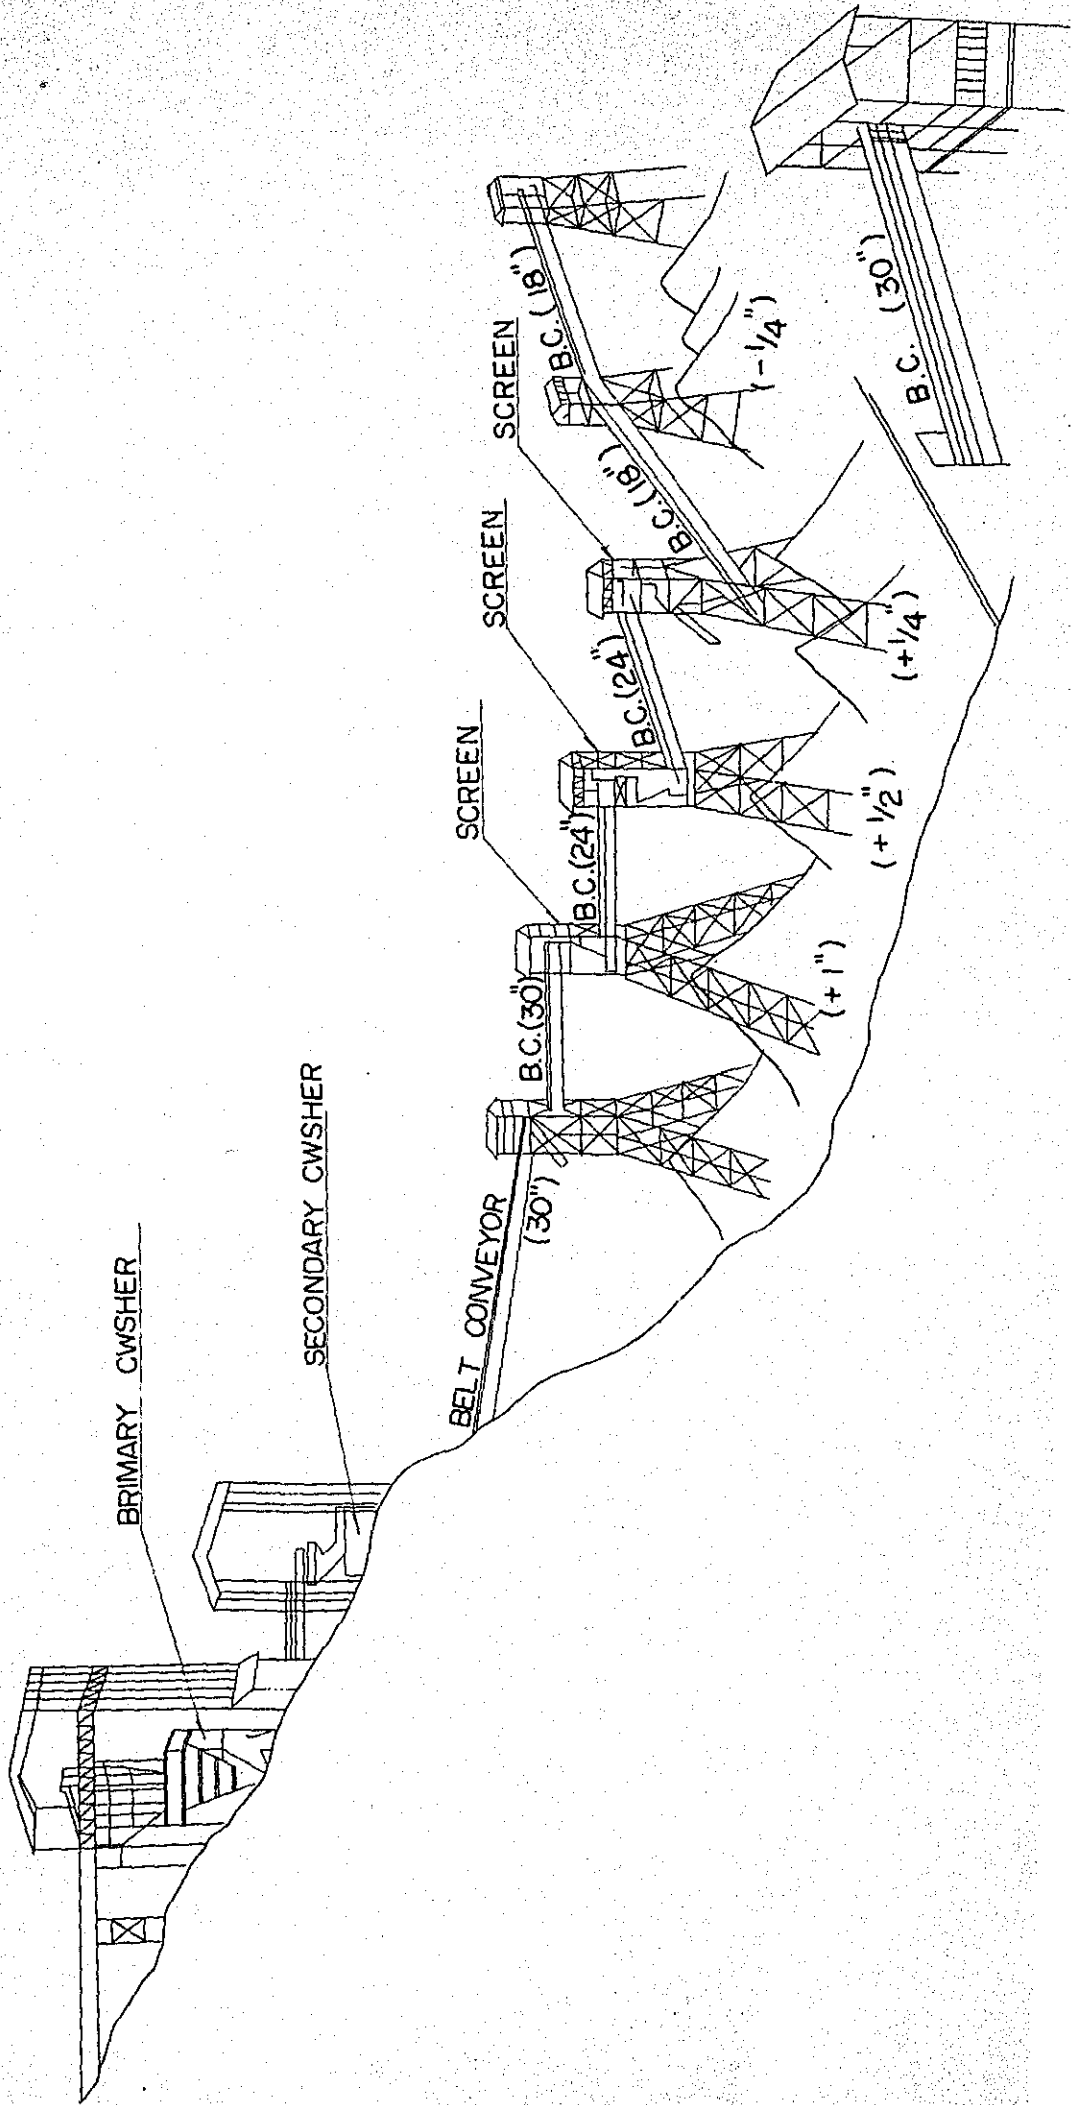 BRIMARY CWSHER
SECONDARY CWSHER
BELT CONVEYOR
(30")
B.C.(30")
SCREEN
B.C.(24")
SCREEN
B.C.(24")
SCREEN
B.C.(18")
B.C.(18")
(+1")
(+1/2")
(+1/4")
(-1/4")
B.C. (30")